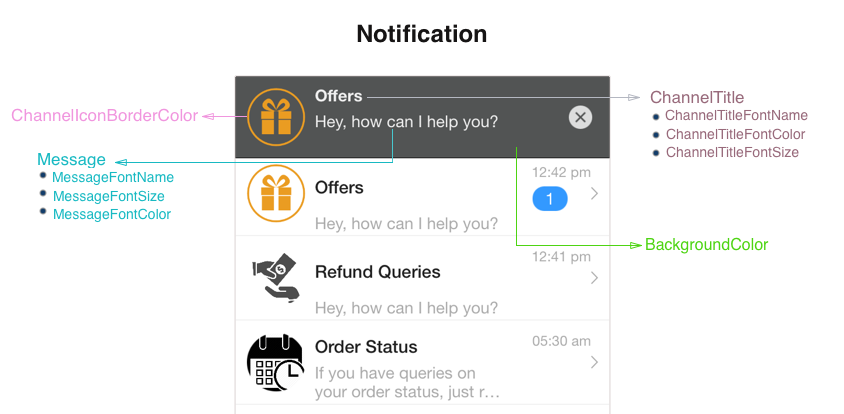 Notification
Offers
Hey, how can I help you?
ChannelIconBorderColor
ChannelTitle
ChannelTitleFontName
ChannelTitleFontColor
ChannelTitleFontSize
Message
MessageFontName
MessageFontSize
MessageFontColor
12:42 pm
Offers
1
Hey, how can I help you?
BackgroundColor
12:41 pm
Refund Queries
Hey, how can I help you?
05:30 am
Order Status
If you have queries on
your order status, just r…